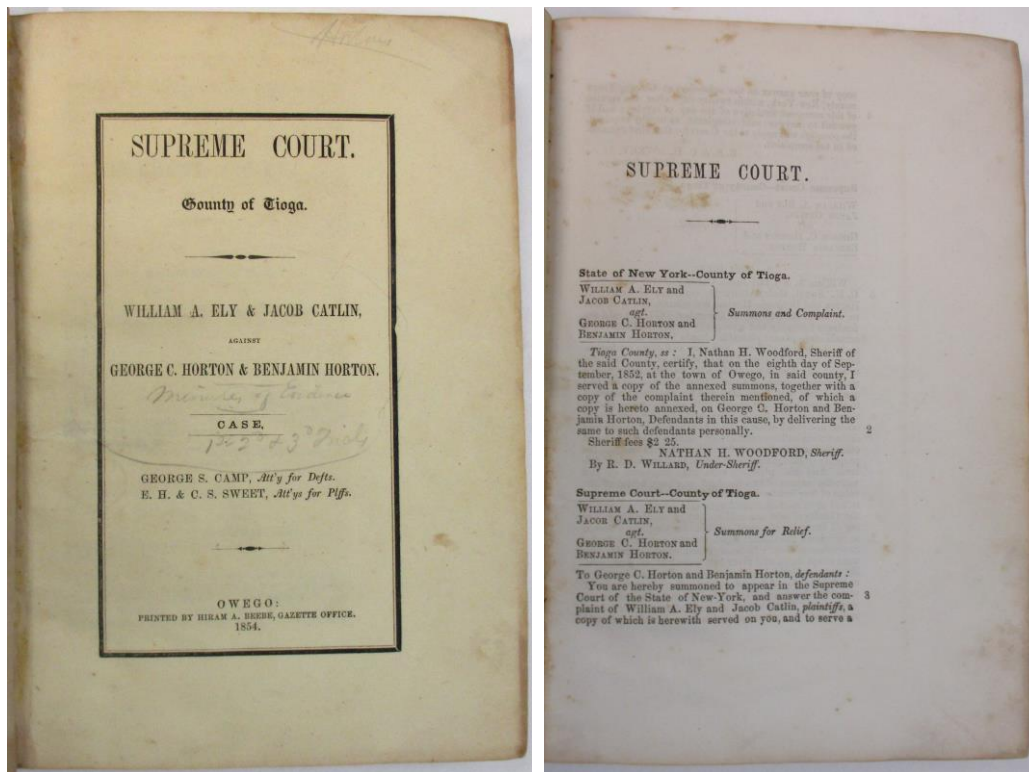 SUPREME COURT.
County of Tioga.
WILLIAM A. ELY & JACOB CATLIN,
AGAINST
GEORGE C. HORTON & BENJAMIN HORTON.
Minutes of Evidence
CASE,
1st 2d & 3d Trials
GEORGE S. CAMP, Att'y for Defts.
E. H. & C. S. SWEET, Att'ys for Plffs.
OWEGO:
PRINTED BY HIRAM A. BEEBE, GAZETTE OFFICE.
1854.
SUPREME COURT.
State of New York--County of Tioga.
WILLIAM A. ELY and
JACOB CATLIN,
agt.
GEORGE C. HORTON and
BENJAMIN HORTON,
Summons and Complaint.
Tioga County, ss: I, Nathan H. Woodford, Sheriff of
the said County, certify, that on the eighth day of Sep-
tember, 1852, at the town of Owego, in said county, I
served a copy of the annexed summons, together with a
copy of the complaint therein mentioned, of which a
copy is hereto annexed, on George C. Horton and Ben-
jamin Horton, Defendants in this cause, by delivering the
same to such defendants personally. 2
Sheriff fees $2 25.
NATHAN H. WOODFORD, Sheriff.
By R. D. WILLARD, Under-Sheriff.
Supreme Court--County of Tioga.
WILLIAM A. ELY and
JACOB CATLIN,
agt.
GEORGE C. HORTON and
BENJAMIN HORTON.
Summons for Relief.
To George C. Horton and Benjamin Horton, defendants:
You are hereby summoned to appear in the Supreme
Court of the State of New-York, and answer the com- 3
plaint of William A. Ely and Jacob Catlin, plaintiffs, a
copy of which is herewith served on you, and to serve a